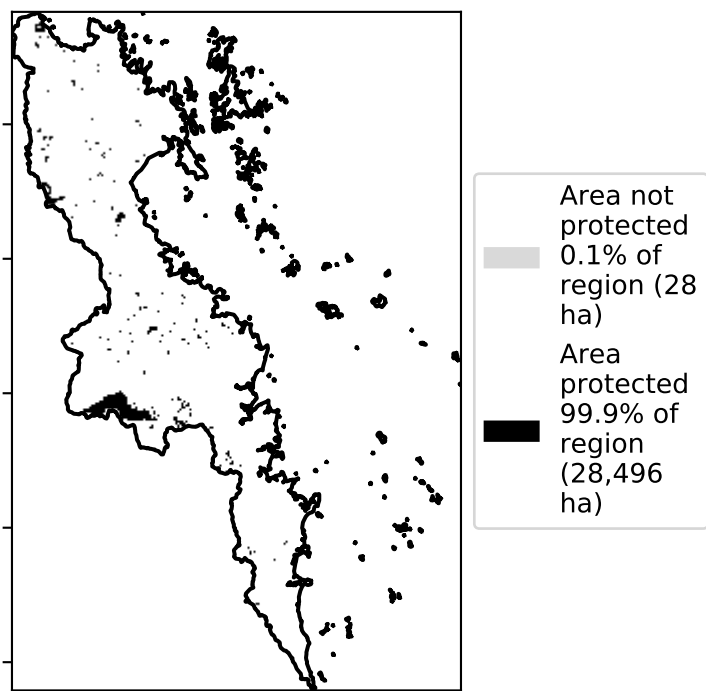 Area not
protected
0.1% of
region (28
ha)
Area
protected
99.9% of
region
(28,496
ha)